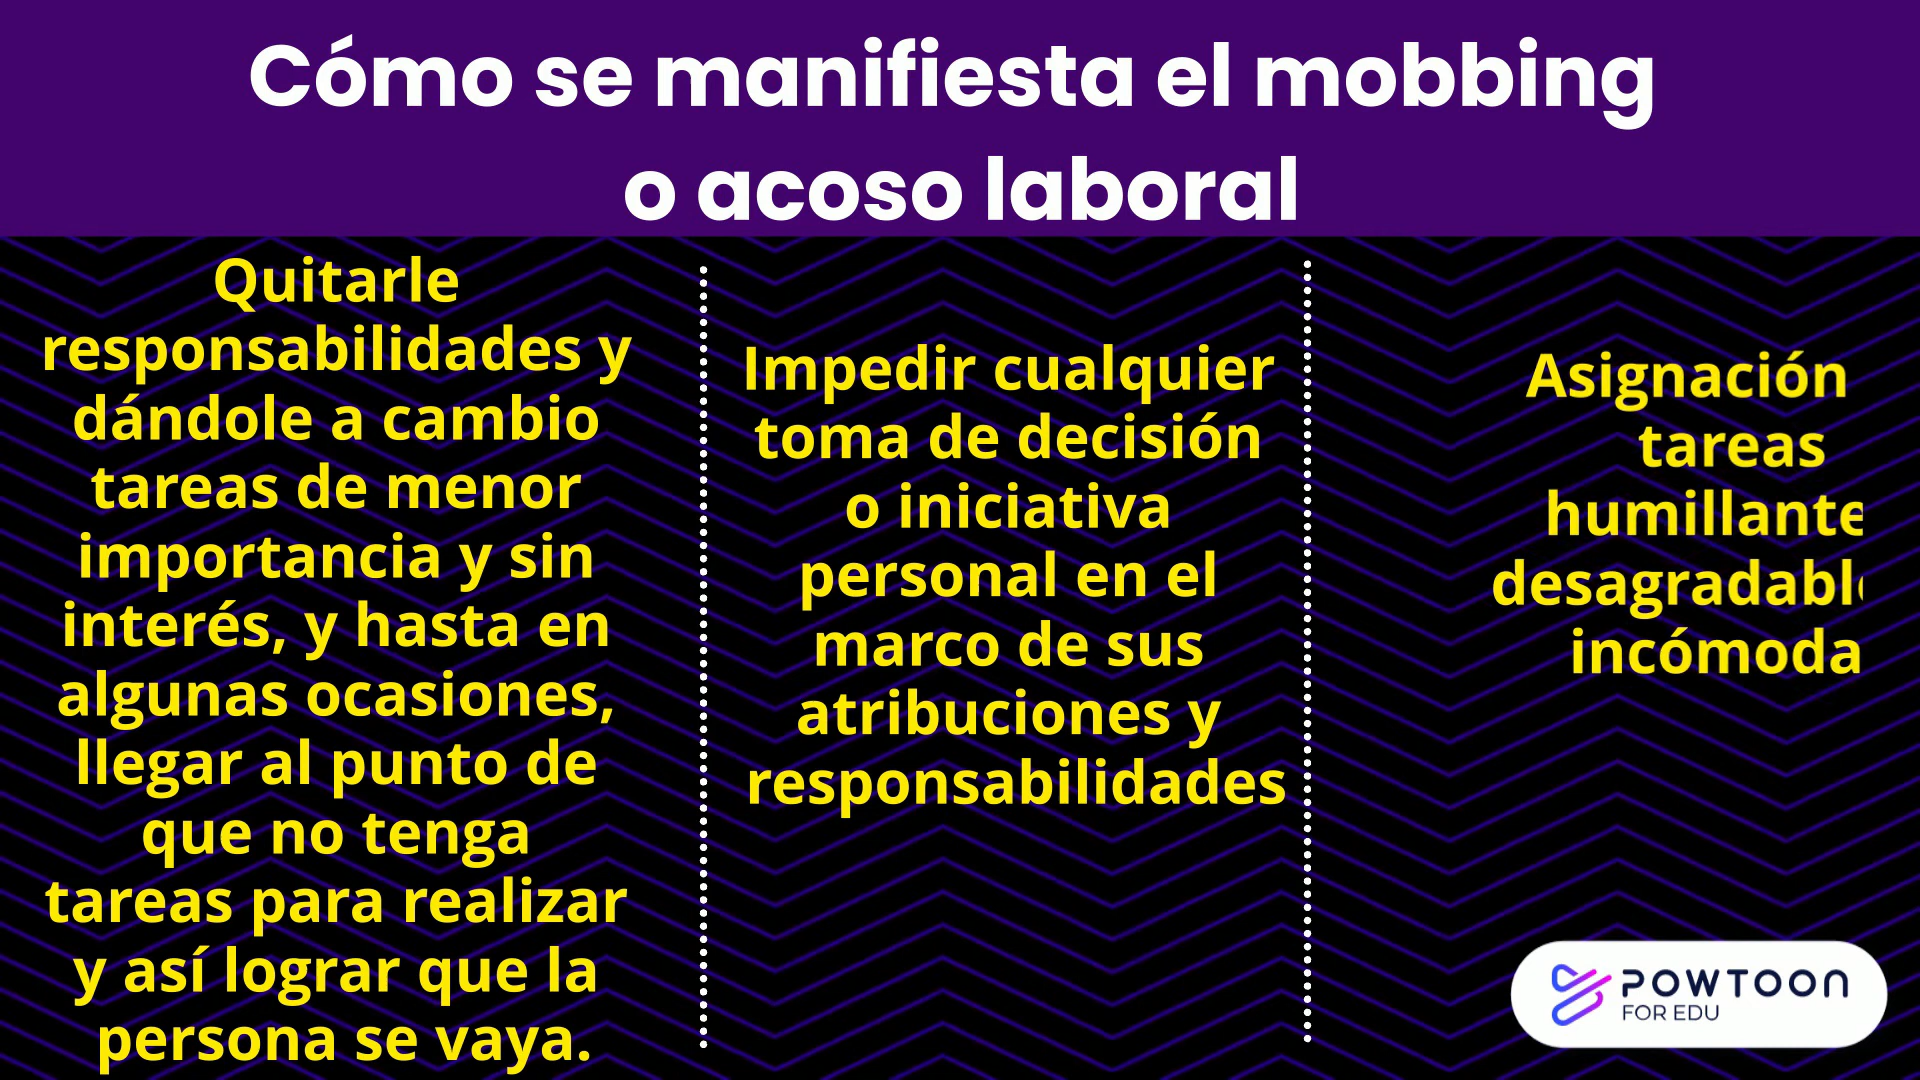 Cómo se manifiesta el mobbing
o acoso laboral
Quitarle
responsabilidades y
dándole a cambio
tareas de menor
importancia y sin
interés, y hasta en
algunas ocasiones,
llegar al punto de
que no tenga
tareas para realizar
y así lograr que la
persona se vaya.
Impedir cualquier
toma de decisión
o iniciativa
personal en el
marco de sus
atribuciones y
responsabilidades
Asignación
tareas
humillante
desagradabl
incómoda
POWTOON
FOR EDU